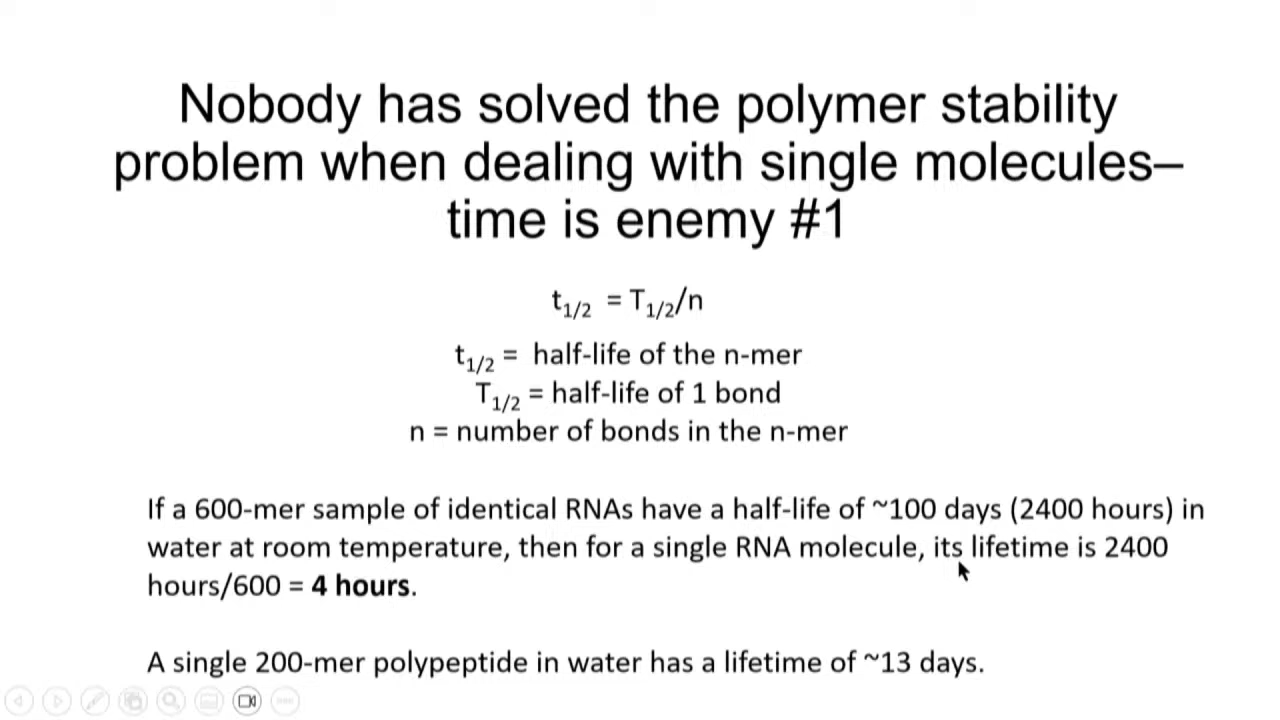 Nobody has solved the polymer stability
problem when dealing with single molecules–
time is enemy #1
t1/2 = T1/2/n
t1/2 = half-life of the n-mer
T1/2 = half-life of 1 bond
n = number of bonds in the n-mer
If a 600-mer sample of identical RNAs have a half-life of ~100 days (2400 hours) in
water at room temperature, then for a single RNA molecule, its lifetime is 2400
hours/600 = 4 hours.
A single 200-mer polypeptide in water has a lifetime of ~13 days.